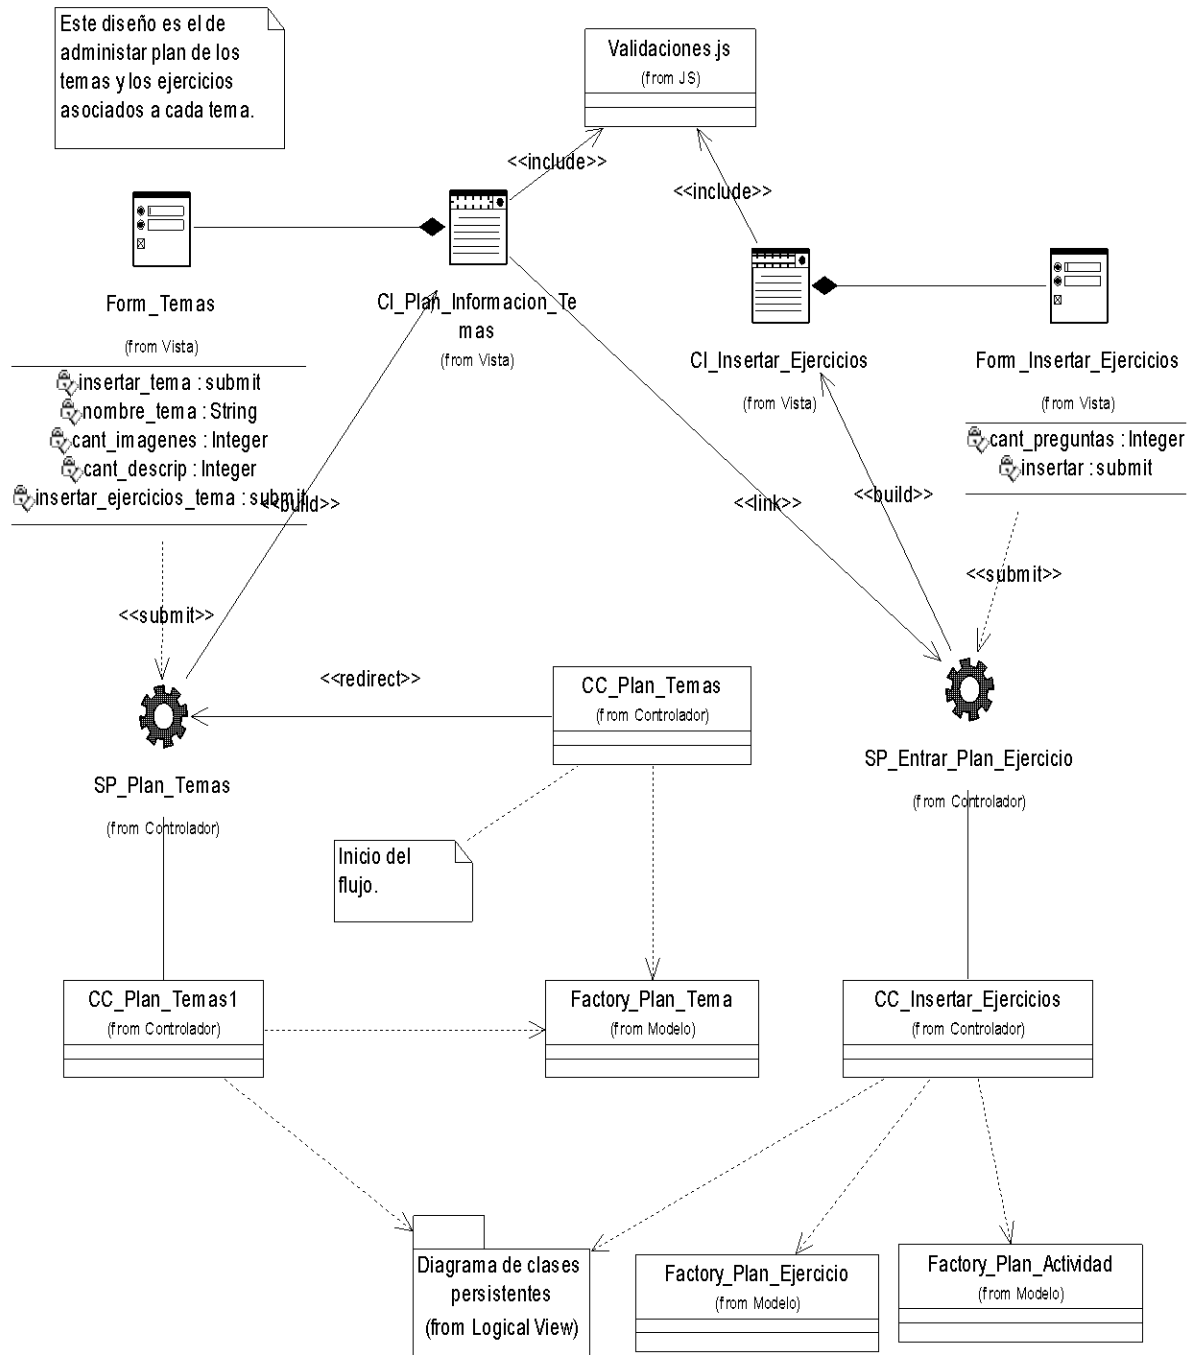 Este diseño es el de
administar plan de los
temas y los ejercicios
asociados a cada tema.
Validaciones.js
(from JS)
<<include>>
<<include>>
Form_Temas
(from Vista)
insertar_tema : submit
nombre_tema : String
cant_imagenes : Integer
cant_descrip : Integer
insertar_ejercicios_tema : submit
CI_Plan_Informacion_Te
mas
(from Vista)
CI_Insertar_Ejercicios
(from Vista)
Form_Insertar_Ejercicios
(from Vista)
cant_preguntas : Integer
insertar : submit
<<build>>
<<link>>
<<build>>
<<submit>>
<<submit>>
<<redirect>>
CC_Plan_Temas
(from Controlador)
SP_Plan_Temas
(from Controlador)
SP_Entrar_Plan_Ejercicio
(from Controlador)
Inicio del
flujo.
CC_Plan_Temas1
(from Controlador)
Factory_Plan_Tema
(from Modelo)
CC_Insertar_Ejercicios
(from Controlador)
Diagrama de clases
persistentes
(from Logical View)
Factory_Plan_Ejercicio
(from Modelo)
Factory_Plan_Actividad
(from Modelo)